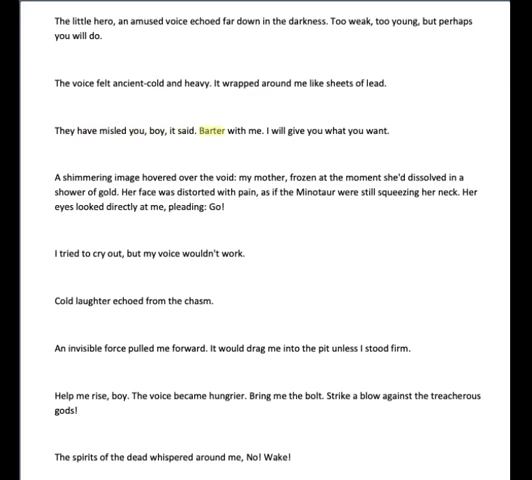 The little hero, an amused voice echoed far down in the darkness. Too weak, too young, but perhaps
you will do.
The voice felt ancient-cold and heavy. It wrapped around me like sheets of lead.
They have misled you, boy, it said. Barter with me. I will give you what you want.
A shimmering image hovered over the void: my mother, frozen at the moment she'd dissolved in a
shower of gold. Her face was distorted with pain, as if the Minotaur were still squeezing her neck. Her
eyes looked directly at me, pleading: Go!
I tried to cry out, but my voice wouldn't work.
Cold laughter echoed from the chasm.
An invisible force pulled me forward. It would drag me into the pit unless I stood firm.
Help me rise, boy. The voice became hungrier. Bring me the bolt. Strike a blow against the treacherous
gods!
The spirits of the dead whispered around me, No! Wake!